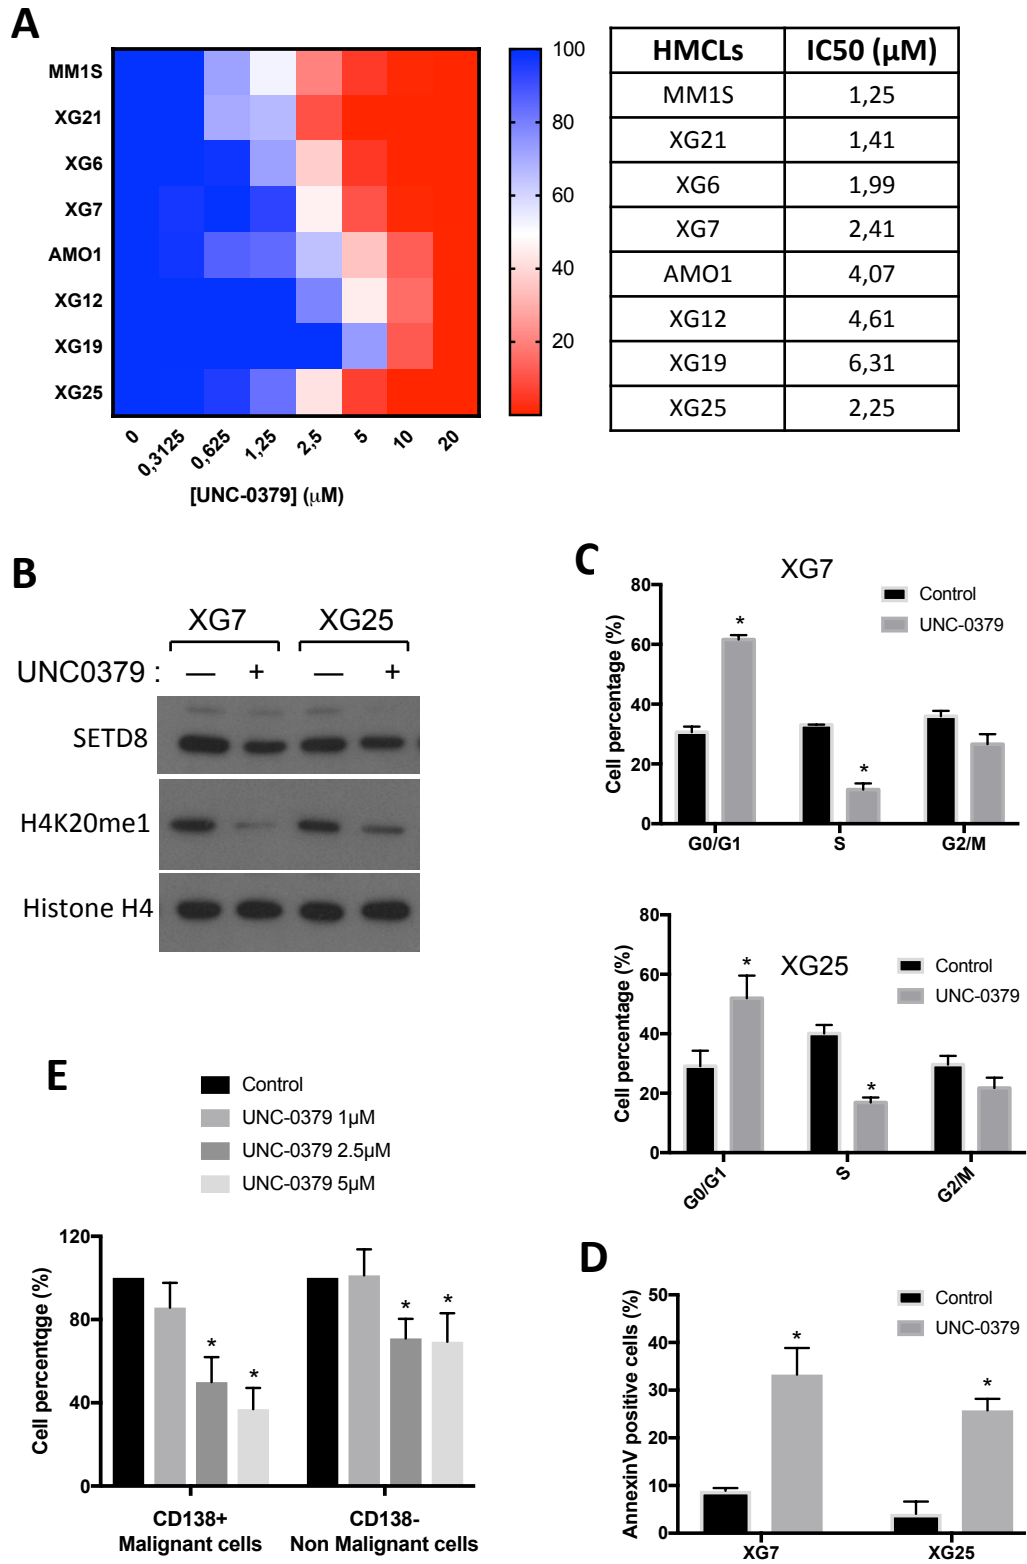 A
MM1S
XG21
XG6
XG7
AMO1
XG12
XG19
XG25
0
0,3125
0,625
1,25
2,5
5
10
20
[UNC-0379] (μM)
100
80
60
40
20
HMCLs IC50 (μM)
MM1S 1,25
XG21 1,41
XG6 1,99
XG7 2,41
AMO1 4,07
XG12 4,61
XG19 6,31
XG25 2,25
B
XG7 XG25
UNC0379 : — + — +
SETD8
H4K20me1
Histone H4
C
XG7
Control
UNC-0379
Cell percentage (%)
80
60
40
20
0
*
*
G0/G1 S G2/M
XG25
Control
UNC-0379
Cell percentage (%)
80
60
40
20
0
*
*
G0/G1 S G2/M
E
Control
UNC-0379 1μM
UNC-0379 2.5μM
UNC-0379 5μM
Cell percentqge (%)
120
80
40
0
* *
* *
CD138+
Malignant cells
CD138-
Non Malignant cells
D
Control
UNC-0379
AnnexinV positive cells (%)
50
40
30
20
10
0
*
*
XG7 XG25